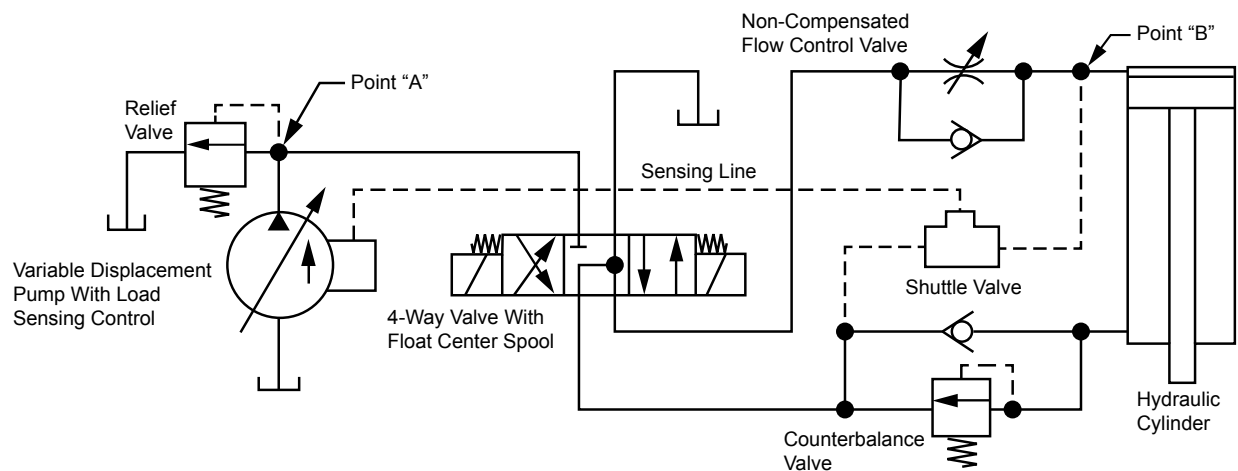 Non-Compensated
Flow Control Valve
Point “B”
Point “A”
Relief
Valve
Sensing Line
Variable Displacement
Pump With Load
Sensing Control
4-Way Valve With
Float Center Spool
Shuttle Valve
Counterbalance
Valve
Hydraulic
Cylinder